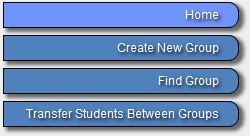 Home
Create New Group
Find Group
Transfer Students Between Groups